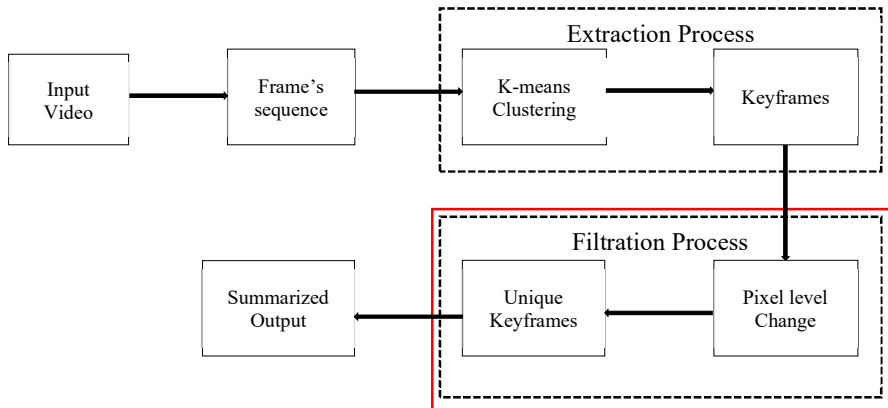 Extraction Process
Input
Video
Frame's
sequence
K-means
Clustering
Keyframes
Filtration Process
Pixel level
Change
Unique
Keyframes
Summarized
Output